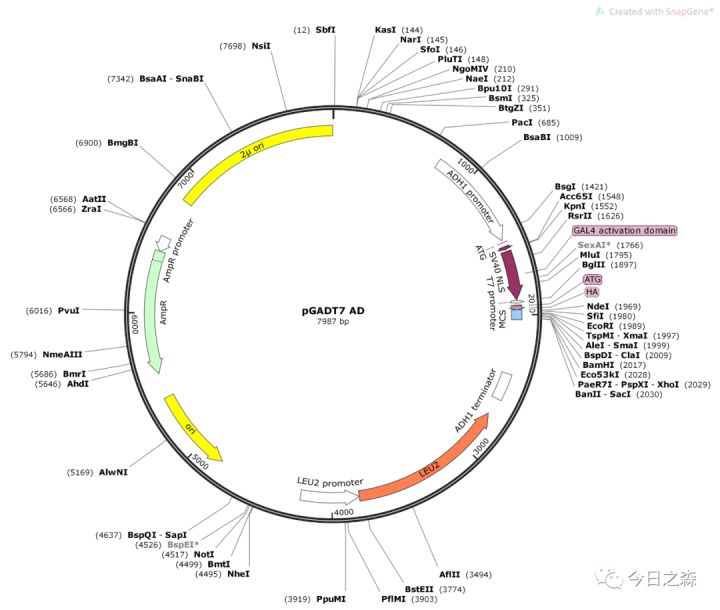 Created with SnapGene®
(12) SbfI
(7698) NsiI
(7342) BsaAI - SnaBI
(6900) BmgBI
(6568) AatII
(6566) ZraI
(6016) PvuI
(5794) NmeAIII
(5686) BmrI
(5646) AhdI
(5169) AlwNI
(4637) BspQI - SapI
(4526) BspEI*
(4517) NotI
(4499) BmtI
(4495) NheI
(3919) PpuMI
KasI (144)
NarI (145)
SfoI (146)
PluTI (148)
NgoMIV (210)
NaeI (212)
Bpu10I (291)
BsmI (325)
BtgZI (351)
PacI (685)
BsaBI (1009)
BsgI (1421)
Acc65I (1548)
KpnI (1552)
RsrII (1626)
GAL4 activation domain
SexAI* (1766)
MluI (1795)
BglII (1897)
ATG
HA
NdeI (1969)
SfiI (1980)
EcoRI (1989)
TspMI - XmaI (1997)
AleI - SmaI (1999)
BspDI - ClaI (2009)
BamHI (2017)
Eco53kI (2028)
PaeR7I - PspXI - XhoI (2029)
BanII - SacI (2030)
AflII (3494)
BstEII (3774)
PflMI (3903)
1000
3000
4000
5000
6000
7000
2μ ori
ADH1 promoter
ATG
SV40 NLS
T7 promoter
MCS
ADH1 terminator
LEU2
LEU2 promoter
ori
AmpR
AmpR promoter
pGADT7 AD
7987 bp
今日之森